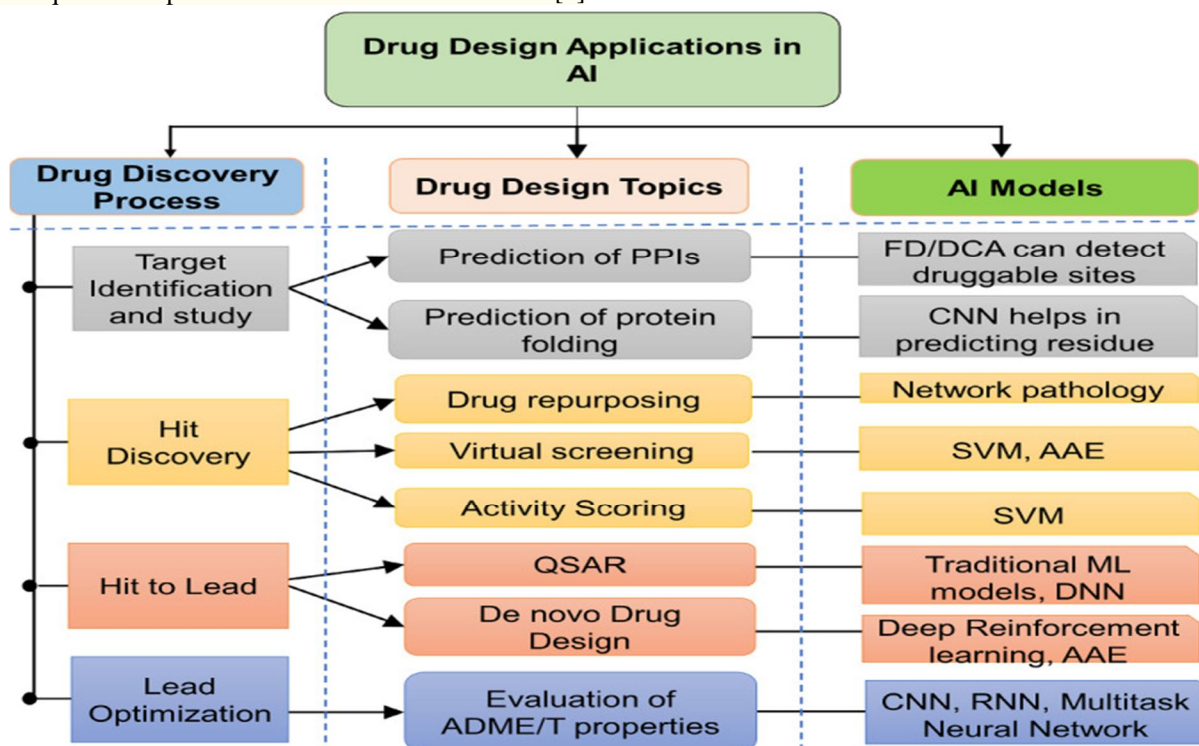 Drug Design Applications in
AI
Drug Discovery
Process
Drug Design Topics
AI Models
Target
Identification
and study
Prediction of PPIs
FD/DCA can detect
druggable sites
Prediction of protein
folding
CNN helps in
predicting residue
Hit
Discovery
Drug repurposing
Network pathology
Virtual screening
SVM, AAE
Activity Scoring
SVM
Hit to Lead
QSAR
Traditional ML
models, DNN
De novo Drug
Design
Deep Reinforcement
learning, AAE
Lead
Optimization
Evaluation of
ADME/T properties
CNN, RNN, Multitask
Neural Network